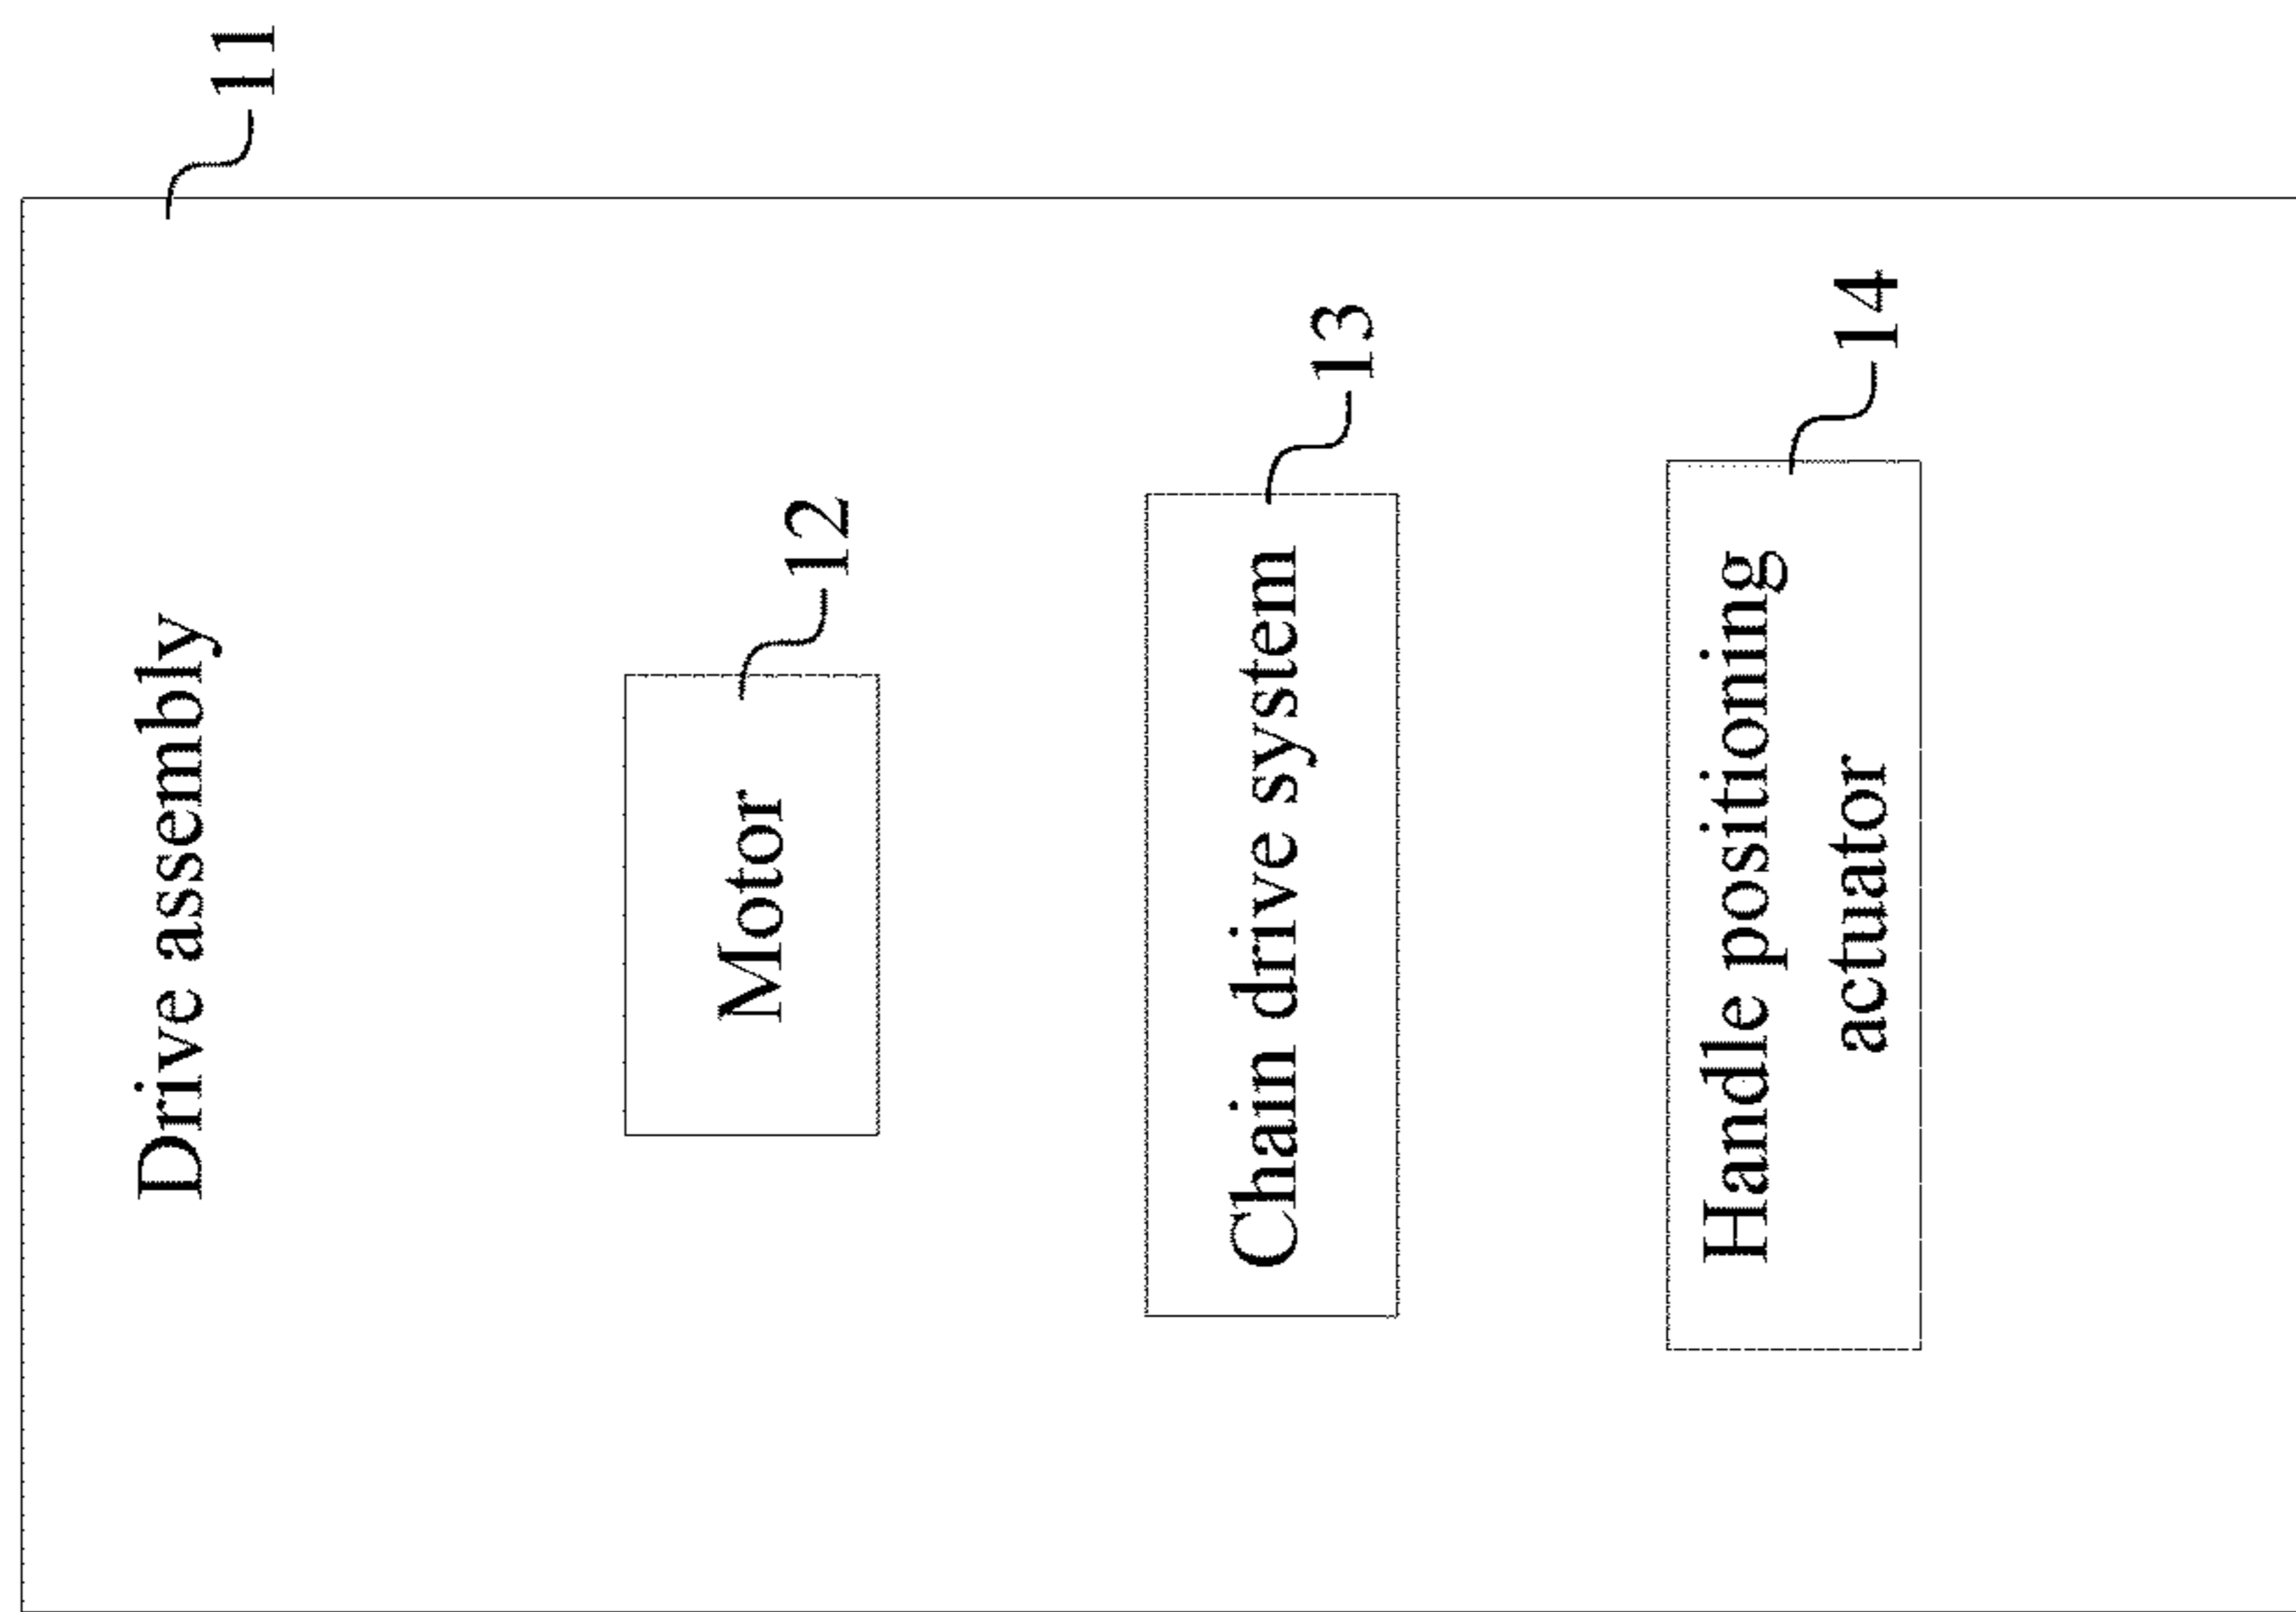 11
Drive assembly
12
Motor
13
Chain drive system
14
Handle positioning
actuator